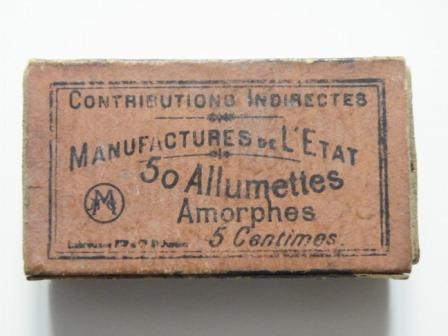 CONTRIBUTIONS INDIRECTES
MANUFACTURES DE L'ETAT
50 Allumettes
Amorphes
M
5 Centimes.